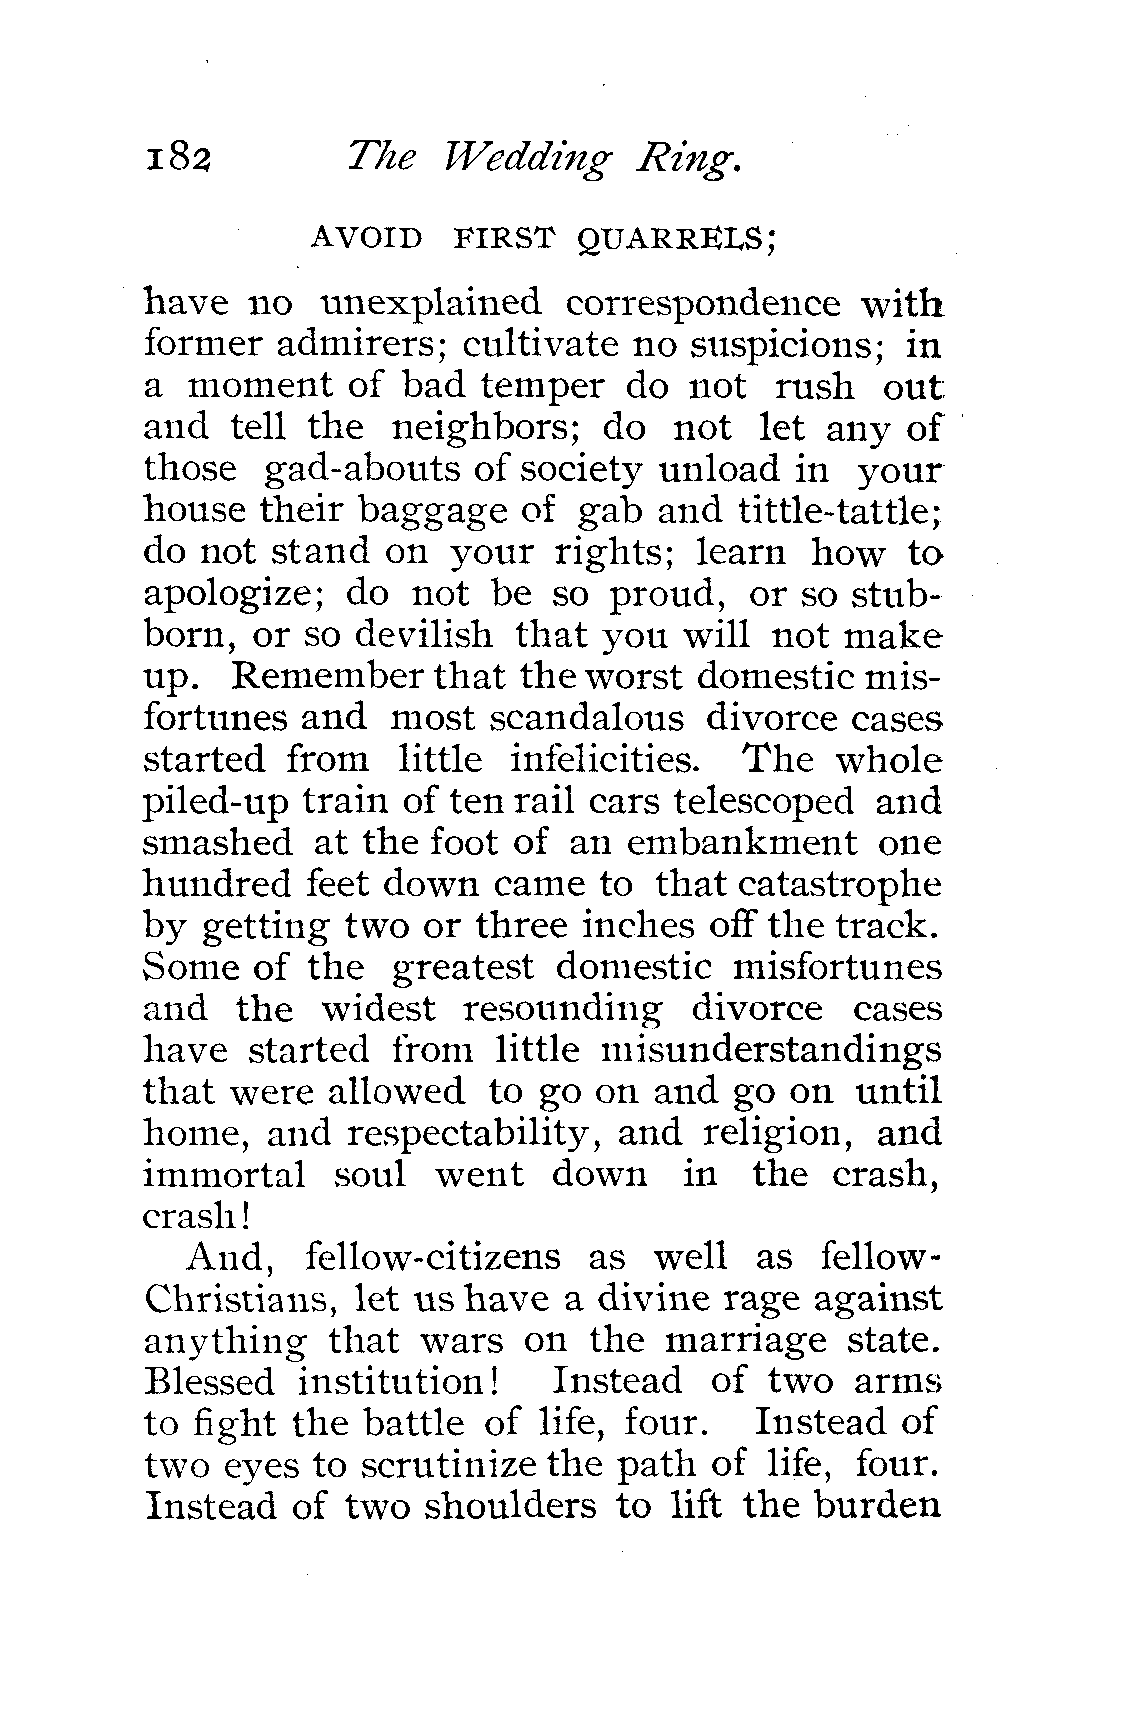 182 The Wedding Ring.
AVOID FIRST QUARRELS;
have no unexplained correspondence with
former admirers; cultivate no suspicions; in
a moment of bad temper do not rush out
and tell the neighbors; do not let any of
those gad-abouts of society unload in your
house their baggage of gab and tittle-tattle;
do not stand on your rights; learn how to
apologize; do not be so proud, or so stub-
born, or so devilish that you will not make
up. Remember that the worst domestic mis-
fortunes and most scandalous divorce cases
started from little infelicities. The whole
piled-up train of ten rail cars telescoped and
smashed at the foot of an embankment one
hundred feet down came to that catastrophe
by getting two or three inches off the track.
Some of the greatest domestic misfortunes
and the widest resounding divorce cases
have started from little misunderstandings
that were allowed to go on and go on until
home, and respectability, and religion, and
immortal soul went down in the crash,
crash!
And, fellow-citizens as well as fellow-
Christians, let us have a divine rage against
anything that wars on the marriage state.
Blessed institution! Instead of two arms
to fight the battle of life, four. Instead of
two eyes to scrutinize the path of life, four.
Instead of two shoulders to lift the burden